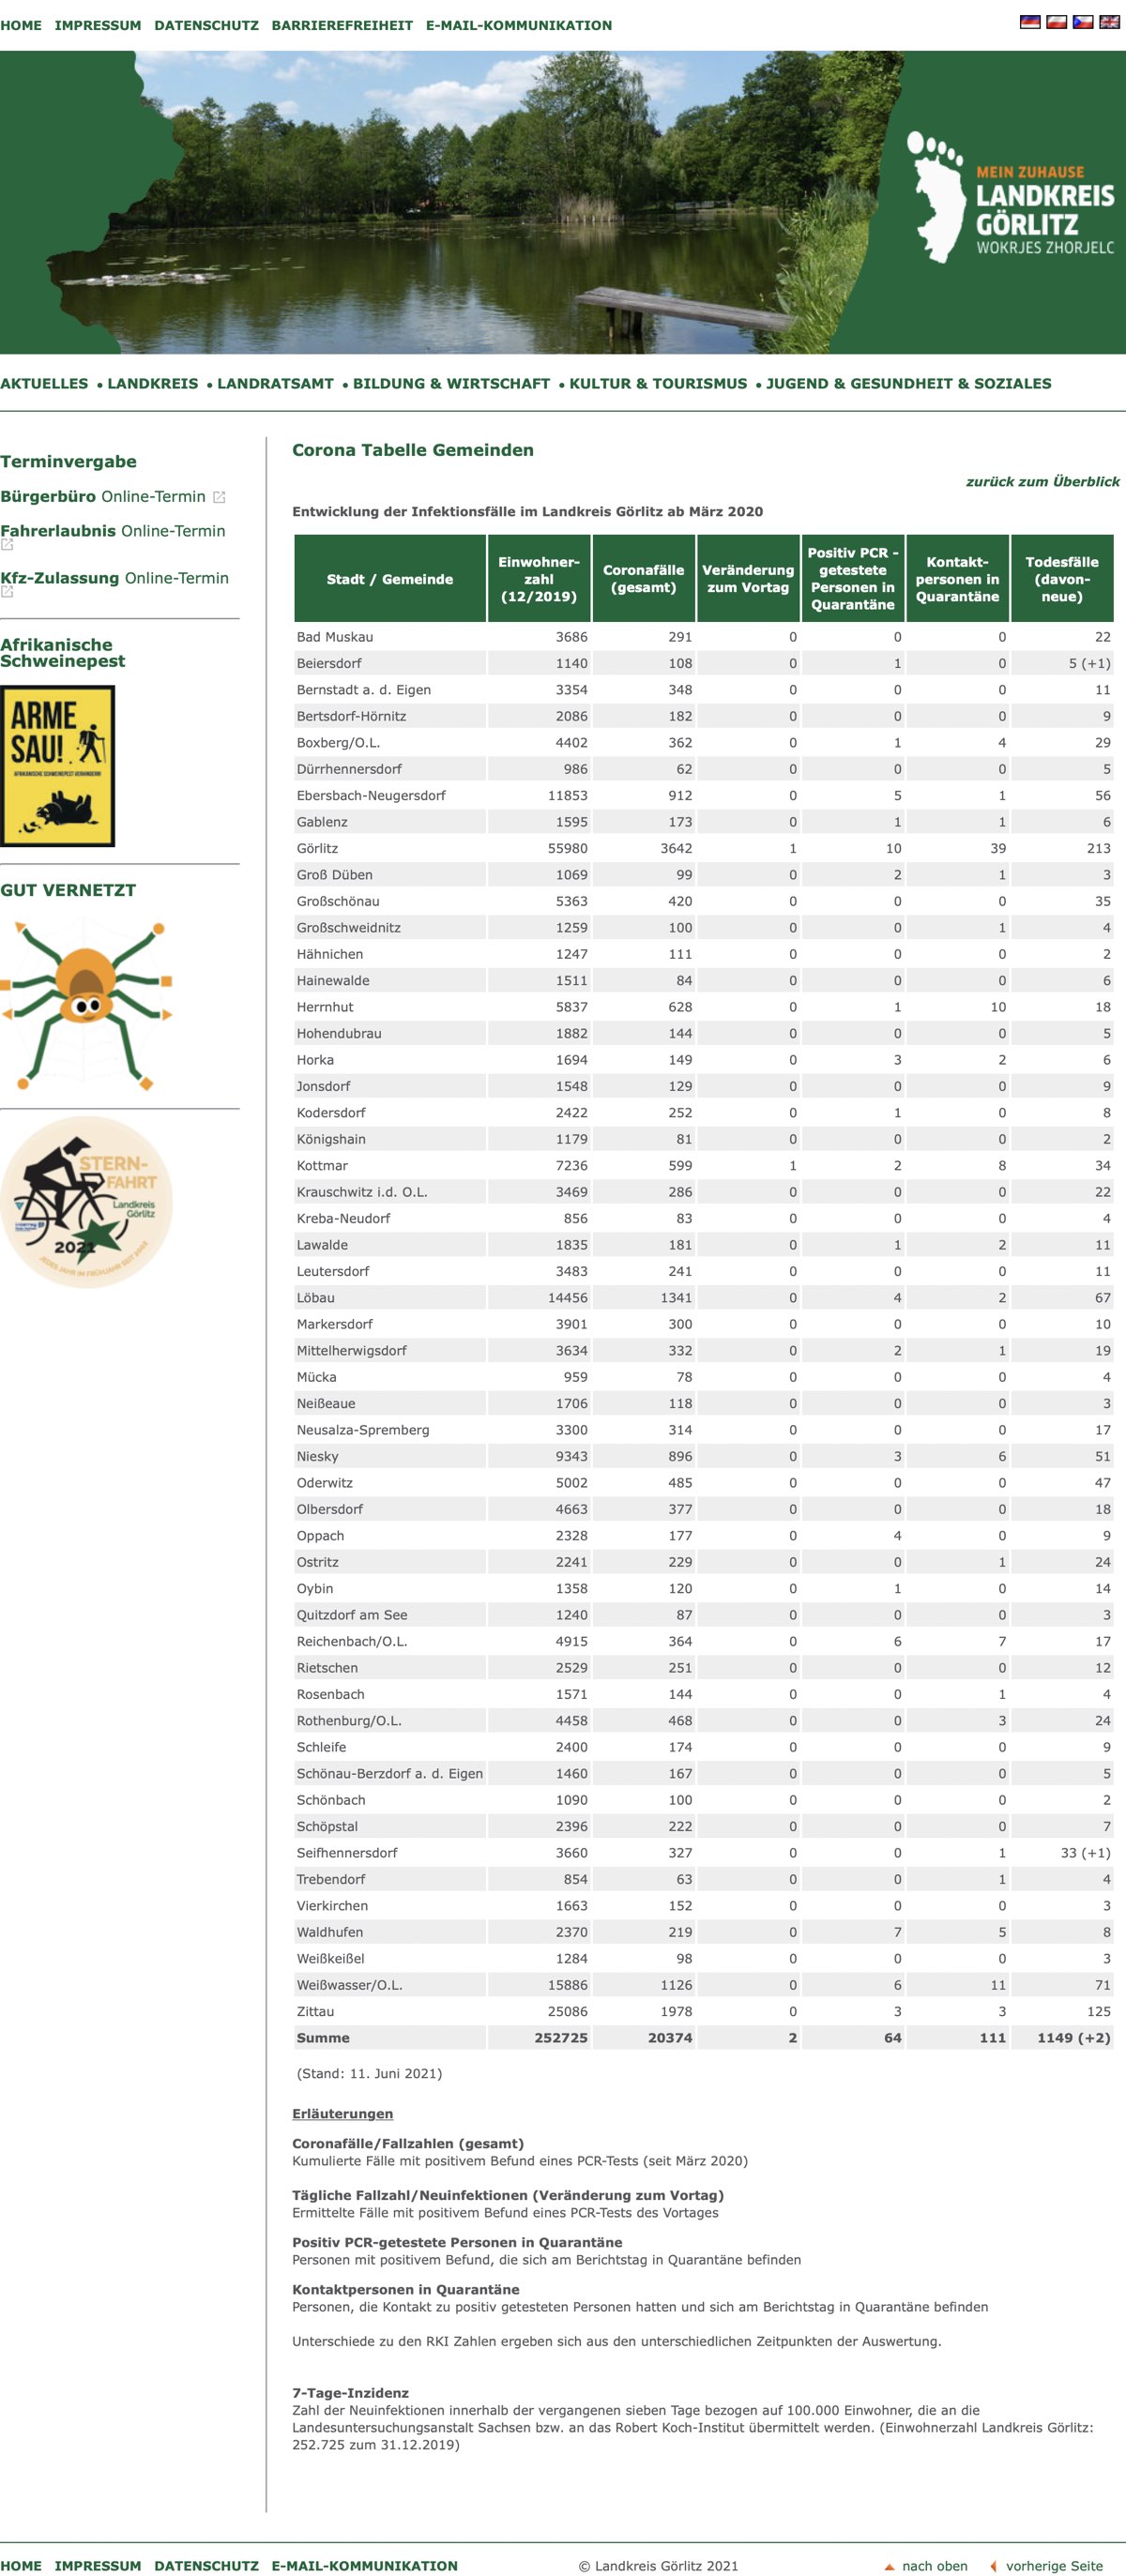 HOME IMPRESSUM DATENSCHUTZ BARRIEREFREIHEIT E-MAIL-KOMMUNIKATION
MEIN ZUHAUSE
LANDKREIS
GÖRLITZ
WOKRJES ZHORJELC
AKTUELLES • LANDKREIS • LANDRATSAMT • BILDUNG & WIRTSCHAFT • KULTUR & TOURISMUS • JUGEND & GESUNDHEIT & SOZIALES
Terminvergabe
Bürgerbüro Online-Termin
Fahrerlaubnis Online-Termin
Kfz-Zulassung Online-Termin
Afrikanische
Schweinepest
ARME
SAU!
AFRIKANISCHE SCHWEINEPEST VERHINDERN!
GUT VERNETZT
STERN-
FAHRT
Landkreis
Görlitz
2021
JEDES JAHR IM FRÜHJAHR SEIT
Corona Tabelle Gemeinden
zurück zum Überblick
Entwicklung der Infektionsfälle im Landkreis Görlitz ab März 2020
Stadt / Gemeinde Einwohner-zahl (12/2019) Coronafälle (gesamt) Veränderung zum Vortag Positiv PCR - getestete Personen in Quarantäne Kontakt-personen in Quarantäne Todesfälle (davon-neue)
Bad Muskau 3686 291 0 0 0 22
Beiersdorf 1140 108 0 1 0 5 (+1)
Bernstadt a. d. Eigen 3354 348 0 0 0 11
Bertsdorf-Hörnitz 2086 182 0 0 0 9
Boxberg/O.L. 4402 362 0 1 4 29
Dürrhennersdorf 986 62 0 0 0 5
Ebersbach-Neugersdorf 11853 912 0 5 1 56
Gablenz 1595 173 0 1 1 6
Görlitz 55980 3642 1 10 39 213
Groß Düben 1069 99 0 2 1 3
Großschönau 5363 420 0 0 0 35
Großschweidnitz 1259 100 0 0 1 4
Hähnichen 1247 111 0 0 0 2
Hainewalde 1511 84 0 0 0 6
Herrnhut 5837 628 0 1 10 18
Hohendubrau 1882 144 0 0 0 5
Horka 1694 149 0 3 2 6
Jonsdorf 1548 129 0 0 0 9
Kodersdorf 2422 252 0 1 0 8
Königshain 1179 81 0 0 0 2
Kottmar 7236 599 1 2 8 34
Krauschwitz i.d. O.L. 3469 286 0 0 0 22
Kreba-Neudorf 856 83 0 0 0 4
Lawalde 1835 181 0 1 2 11
Leutersdorf 3483 241 0 0 0 11
Löbau 14456 1341 0 4 2 67
Markersdorf 3901 300 0 0 0 10
Mittelherwigsdorf 3634 332 0 2 1 19
Mücka 959 78 0 0 0 4
Neißeaue 1706 118 0 0 0 3
Neusalza-Spremberg 3300 314 0 0 0 17
Niesky 9343 896 0 3 6 51
Oderwitz 5002 485 0 0 0 47
Olbersdorf 4663 377 0 0 0 18
Oppach 2328 177 0 4 0 9
Ostritz 2241 229 0 0 1 24
Oybin 1358 120 0 1 0 14
Quitzdorf am See 1240 87 0 0 0 3
Reichenbach/O.L. 4915 364 0 6 7 17
Rietschen 2529 251 0 0 0 12
Rosenbach 1571 144 0 0 1 4
Rothenburg/O.L. 4458 468 0 0 3 24
Schleife 2400 174 0 0 0 9
Schönau-Berzdorf a. d. Eigen 1460 167 0 0 0 5
Schönbach 1090 100 0 0 0 2
Schöpstal 2396 222 0 0 0 7
Seifhennersdorf 3660 327 0 0 1 33 (+1)
Trebendorf 854 63 0 0 1 4
Vierkirchen 1663 152 0 0 0 3
Waldhufen 2370 219 0 7 5 8
Weißkeißel 1284 98 0 0 0 3
Weißwasser/O.L. 15886 1126 0 6 11 71
Zittau 25086 1978 0 3 3 125
Summe 252725 20374 2 64 111 1149 (+2)
(Stand: 11. Juni 2021)
Erläuterungen
Coronafälle/Fallzahlen (gesamt)
Kumulierte Fälle mit positivem Befund eines PCR-Tests (seit März 2020)
Tägliche Fallzahl/Neuinfektionen (Veränderung zum Vortag)
Ermittelte Fälle mit positivem Befund eines PCR-Tests des Vortages
Positiv PCR-getestete Personen in Quarantäne
Personen mit positivem Befund, die sich am Berichtstag in Quarantäne befinden
Kontaktpersonen in Quarantäne
Personen, die Kontakt zu positiv getesteten Personen hatten und sich am Berichtstag in Quarantäne befinden
Unterschiede zu den RKI Zahlen ergeben sich aus den unterschiedlichen Zeitpunkten der Auswertung.
7-Tage-Inzidenz
Zahl der Neuinfektionen innerhalb der vergangenen sieben Tage bezogen auf 100.000 Einwohner, die an die
Landesuntersuchungsanstalt Sachsen bzw. an das Robert Koch-Institut übermittelt werden. (Einwohnerzahl Landkreis Görlitz:
252.725 zum 31.12.2019)
HOME IMPRESSUM DATENSCHUTZ E-MAIL-KOMMUNIKATION © Landkreis Görlitz 2021 nach oben vorherige Seite